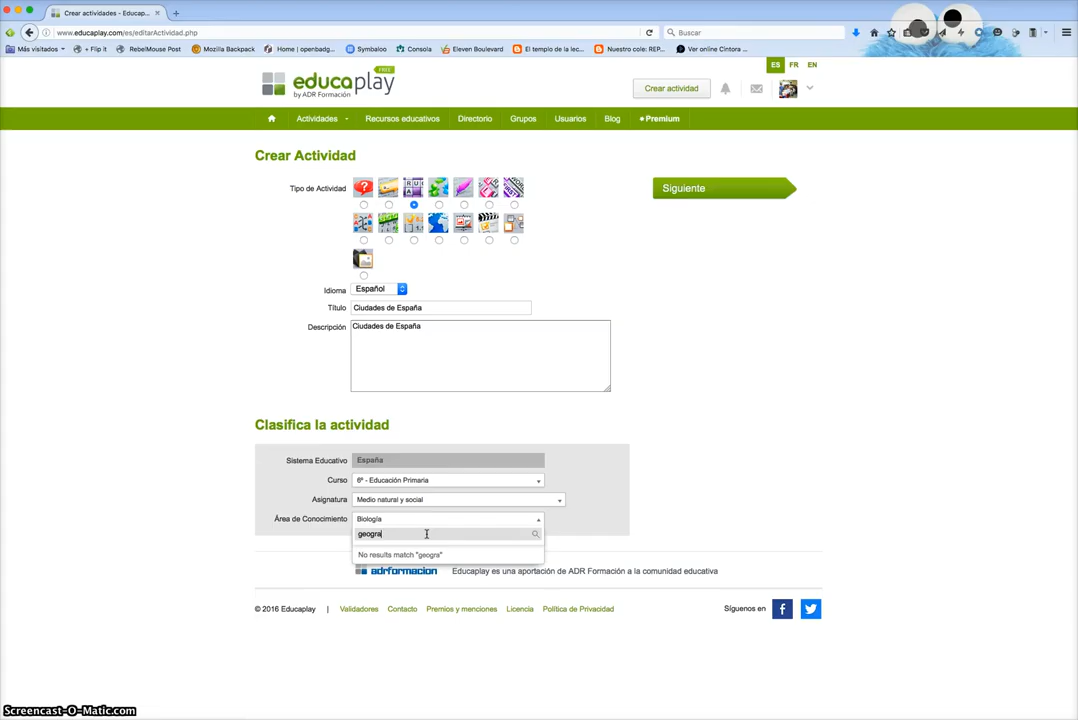 Crear actividades - Educap...
www.educaplay.com/es/editarActividad.php
Buscar
Más visitados
+ Flip it
RebelMouse Post
Mozilla Backpack
Home | openbadg...
Symbaloo
Consola
Eleven Boulevard
El templo de la lec...
Nuestro cole: REP...
Ver online Cintora ...
ES FR EN
FREE
educaplay
by ADR Formación
Crear actividad
Actividades
Recursos educativos
Directorio
Grupos
Usuarios
Blog
Premium
Crear Actividad
Tipo de Actividad
Siguiente
Idioma Español
Título Ciudades de España
Descripción Ciudades de España
Clasifica la actividad
Sistema Educativo España
Curso 6º - Educación Primaria
Asignatura Medio natural y social
Área de Conocimiento Biología
geogra
No results match "geogra"
adrformacion Educaplay es una aportación de ADR Formación a la comunidad educativa
© 2016 Educaplay | Validadores Contacto Premios y menciones Licencia Política de Privacidad Síguenos en
Screencast-O-Matic.com